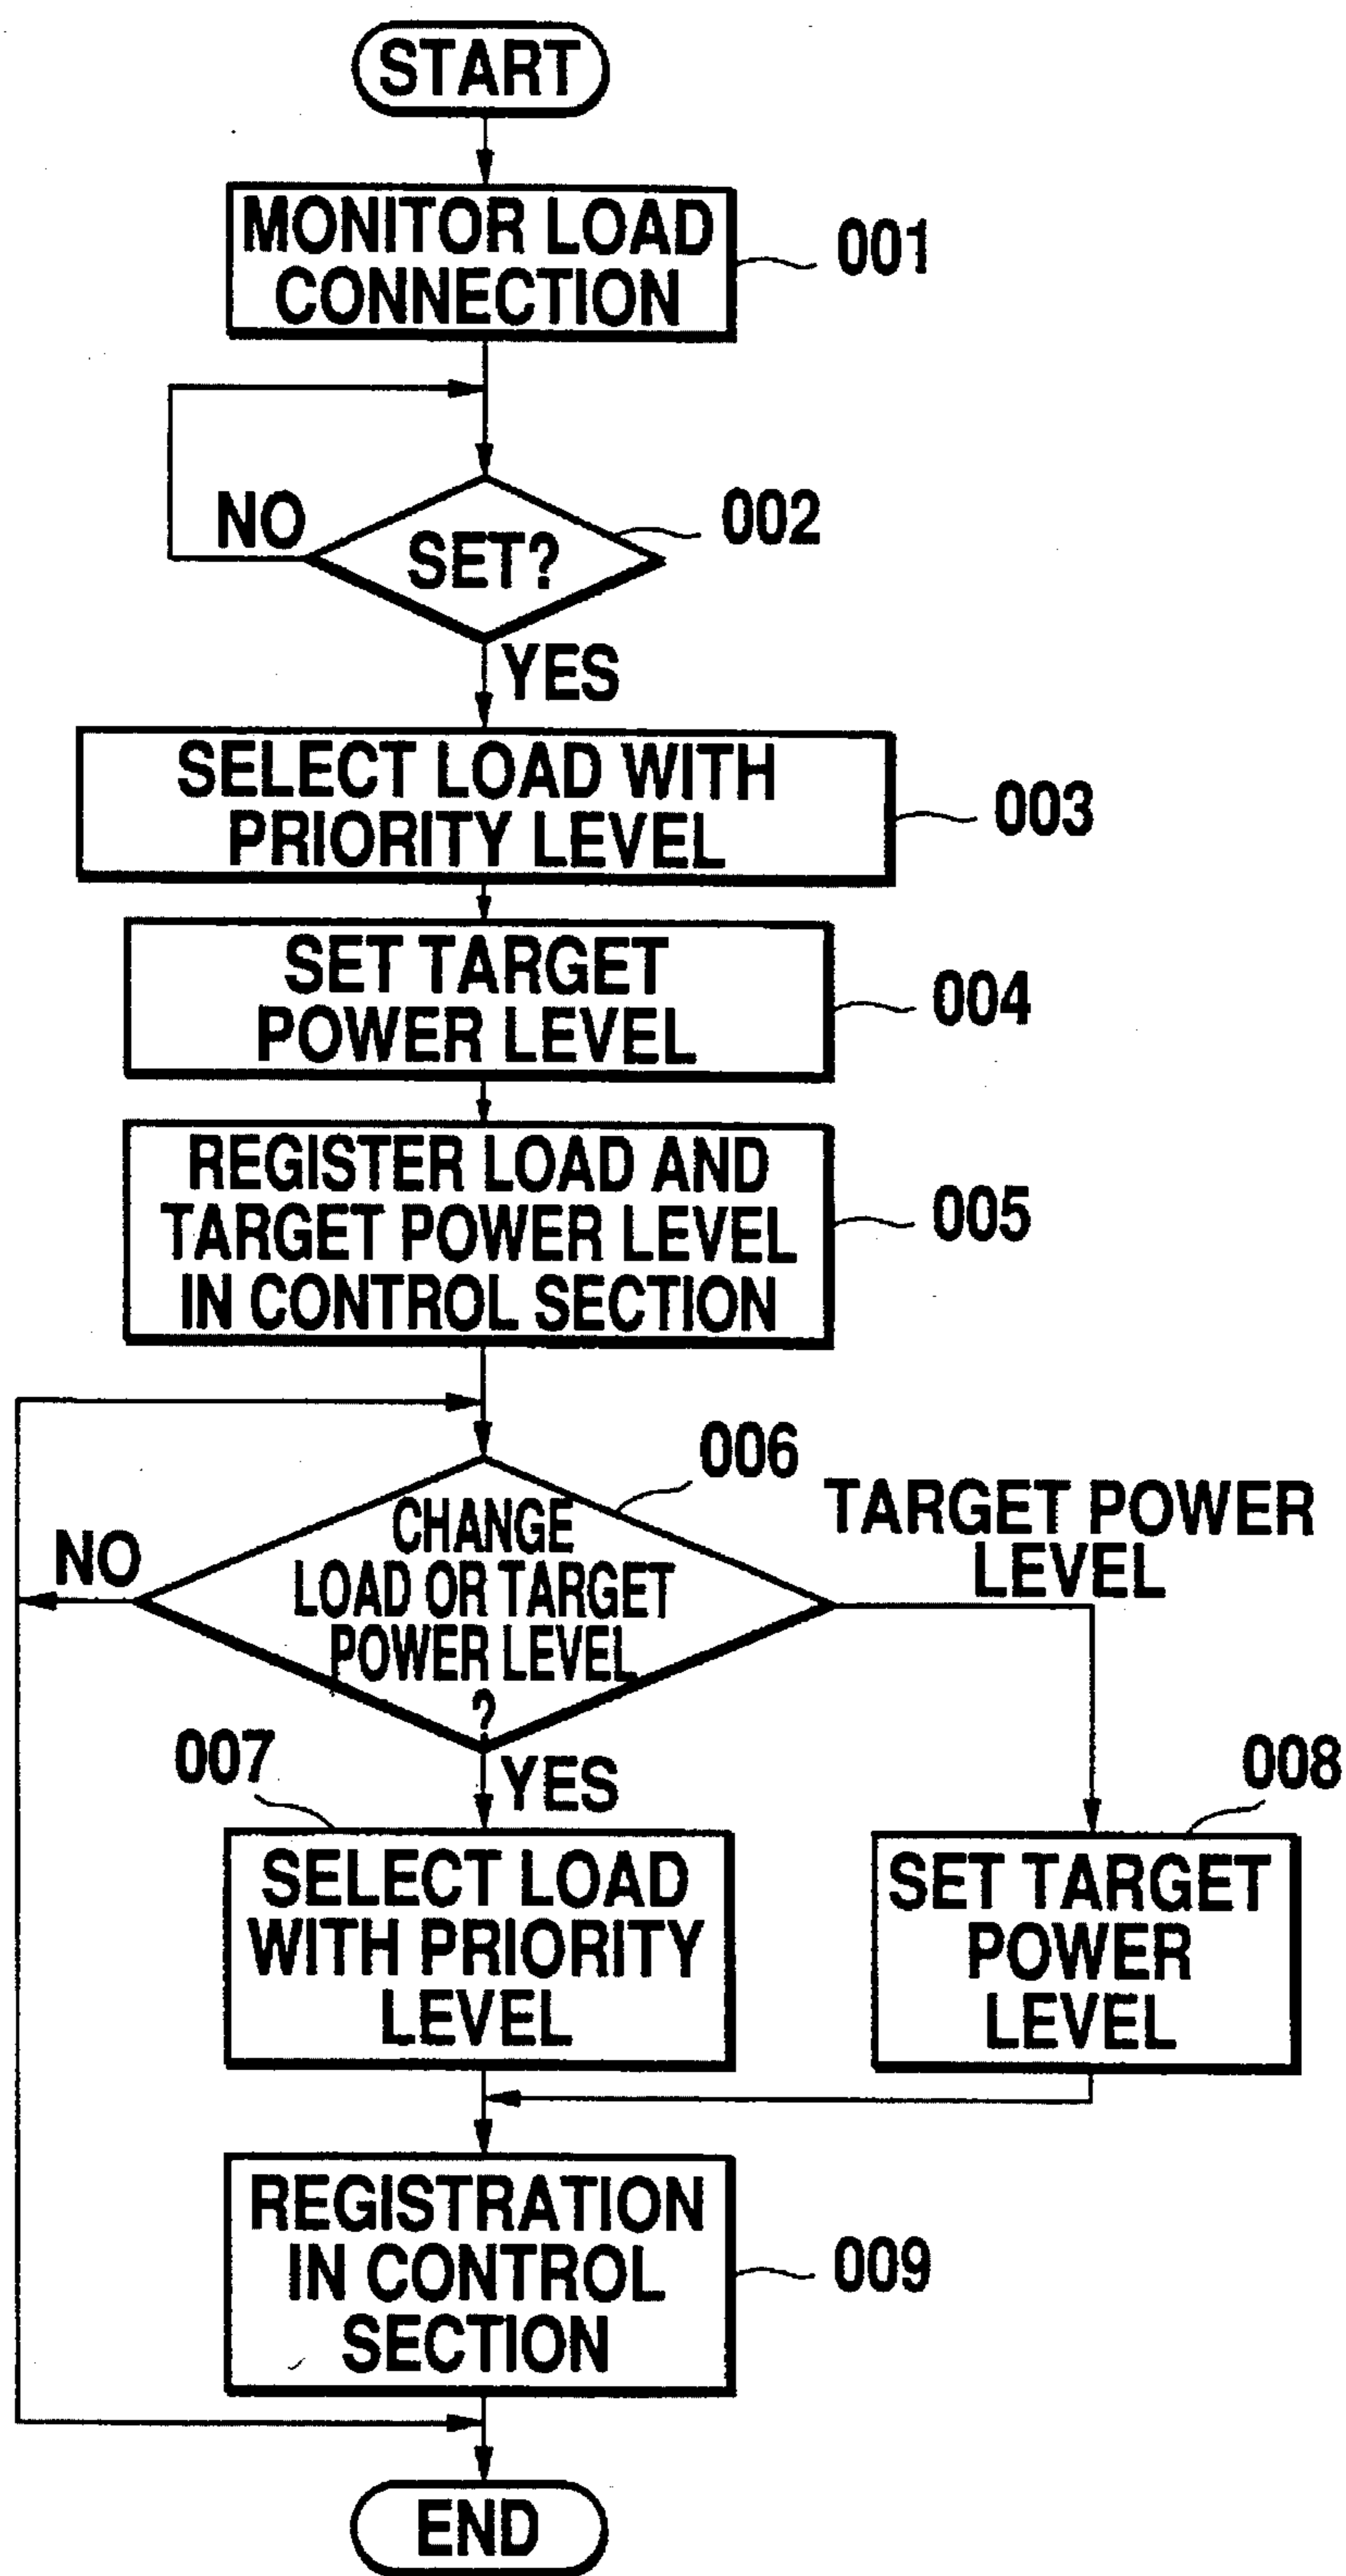 START
MONITOR LOAD
CONNECTION
001
NO
SET?
002
YES
SELECT LOAD WITH
PRIORITY LEVEL
003
SET TARGET
POWER LEVEL
004
REGISTER LOAD AND
TARGET POWER LEVEL
IN CONTROL SECTION
005
006
NO
CHANGE
LOAD OR TARGET
POWER LEVEL
?
TARGET POWER
LEVEL
007
YES
008
SELECT LOAD
WITH PRIORITY
LEVEL
SET TARGET
POWER
LEVEL
REGISTRATION
IN CONTROL
SECTION
009
END